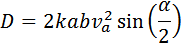 D = 2kabv_a^2 sin(α/2)